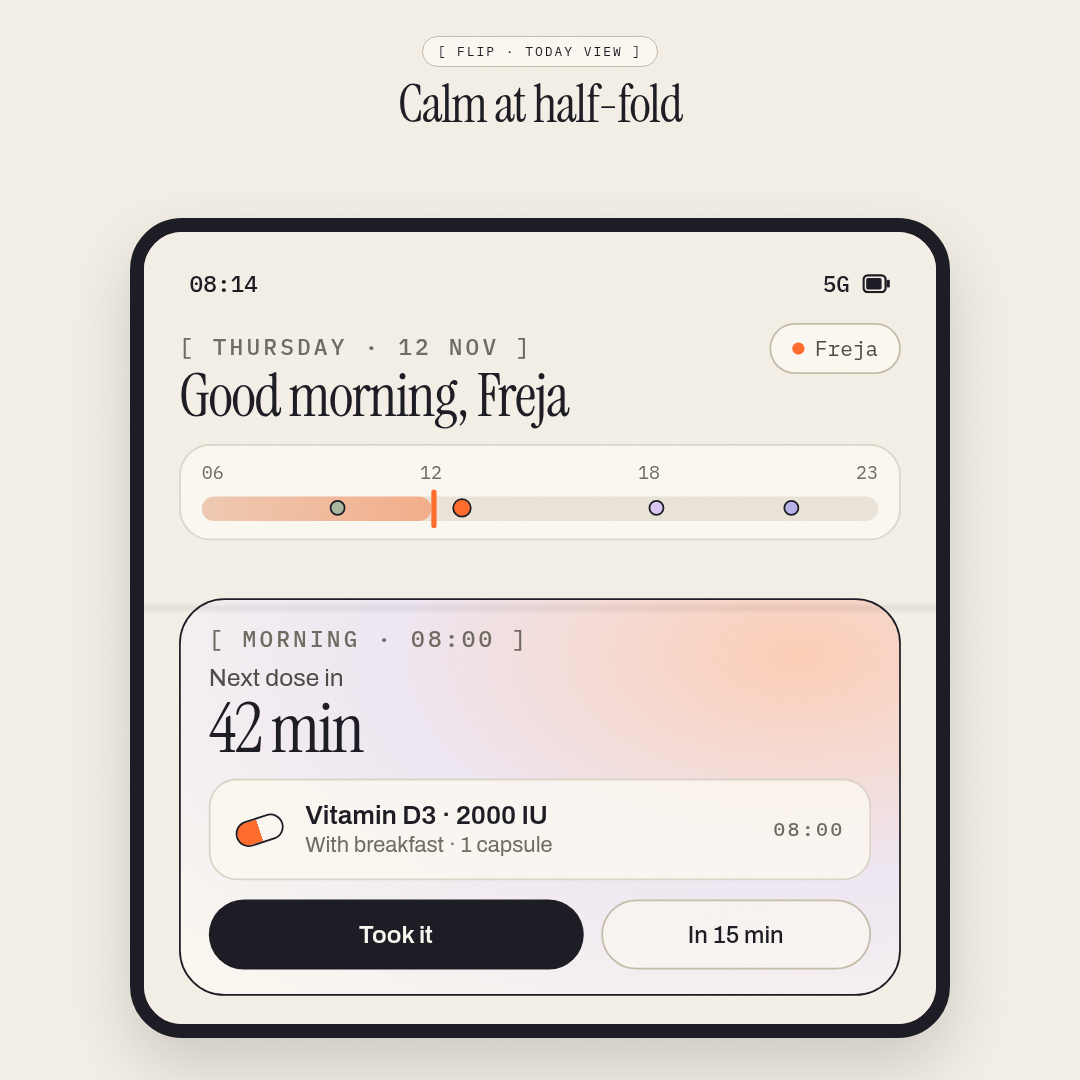 [ FLIP · TODAY VIEW ]
Calm at half-fold
08:14
5G
[ THURSDAY · 12 NOV ]
Freja
Good morning, Freja
06 12 18 23
[ MORNING · 08:00 ]
Next dose in
42 min
Vitamin D3 · 2000 IU
With breakfast · 1 capsule
08:00
Took it
In 15 min